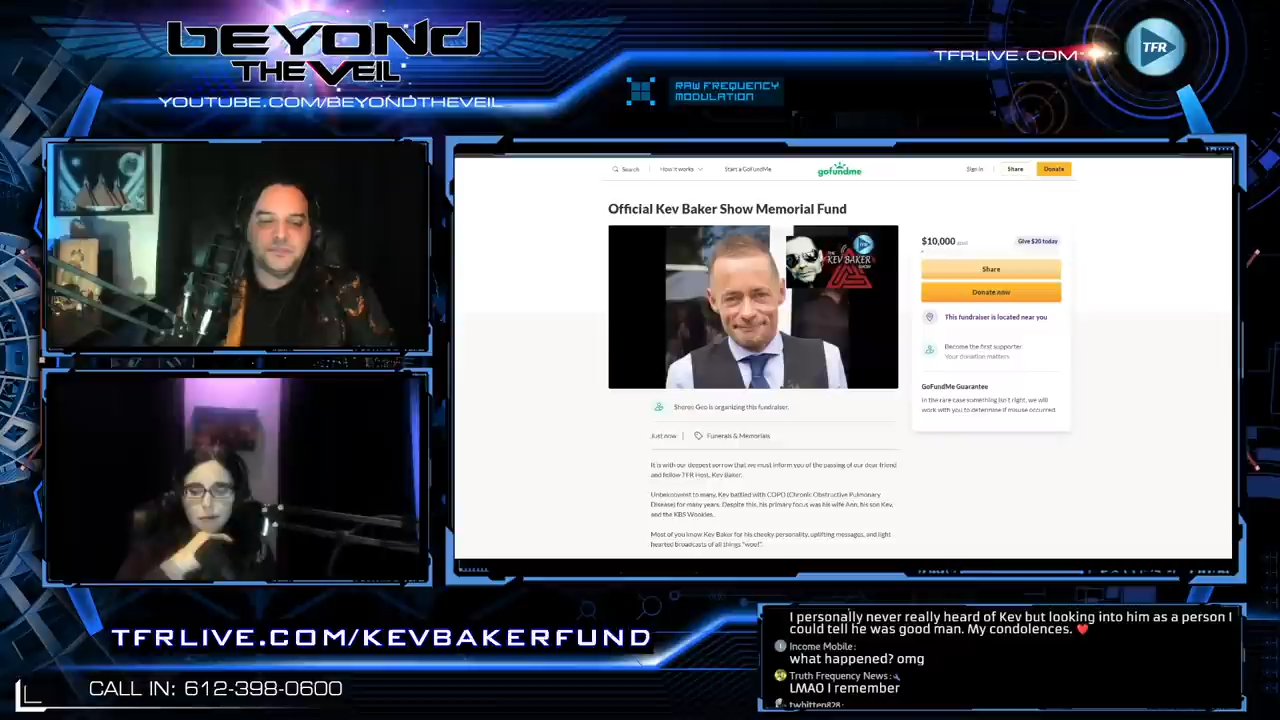 BEYOND
THE VEIL
YOUTUBE.COM/BEYONDTHEVEIL
RAW FREQUENCY
MODULATION
TFRLIVE.COM
TFR
Search
How it works
Start a GoFundMe
gofundme
Sign in
Share
Donate
Official Kev Baker Show Memorial Fund
TFR
THE
KEV BAKER
SHOW
$10,000
Give $20 today
Share
Donate now
This fundraiser is located near you
Become the first supporter
Your donation matters
GoFundMe Guarantee
In the rare case something isn't right, we will
work with you to determine if misuse occurred.
Geo is organizing this fundraiser.
Just now
Funerals & Memorials
It is with our deepest sorrow that we must inform you of the passing of our dear friend
and fellow TFR Host, Kev Baker.
Unbeknownst to many, Kev battled with COPD (Chronic Obstructive Pulmonary
Disease) for many years. Despite this, his primary focus was his wife Ann, his son Kev,
and the KBS Wookies.
Most of you know Kev Baker for his cheeky personality, uplifting messages, and light
hearted broadcasts of all things "woo!".
TFRLIVE.COM/KEVBAKERFUND
CALL IN: 612-398-0600
I personally never really heard of Kev but looking into him as a person I
could tell he was good man. My condolences. ❤️
Income Mobile:
what happened? omg
Truth Frequency News:
LMAO I remember
twhitten828: